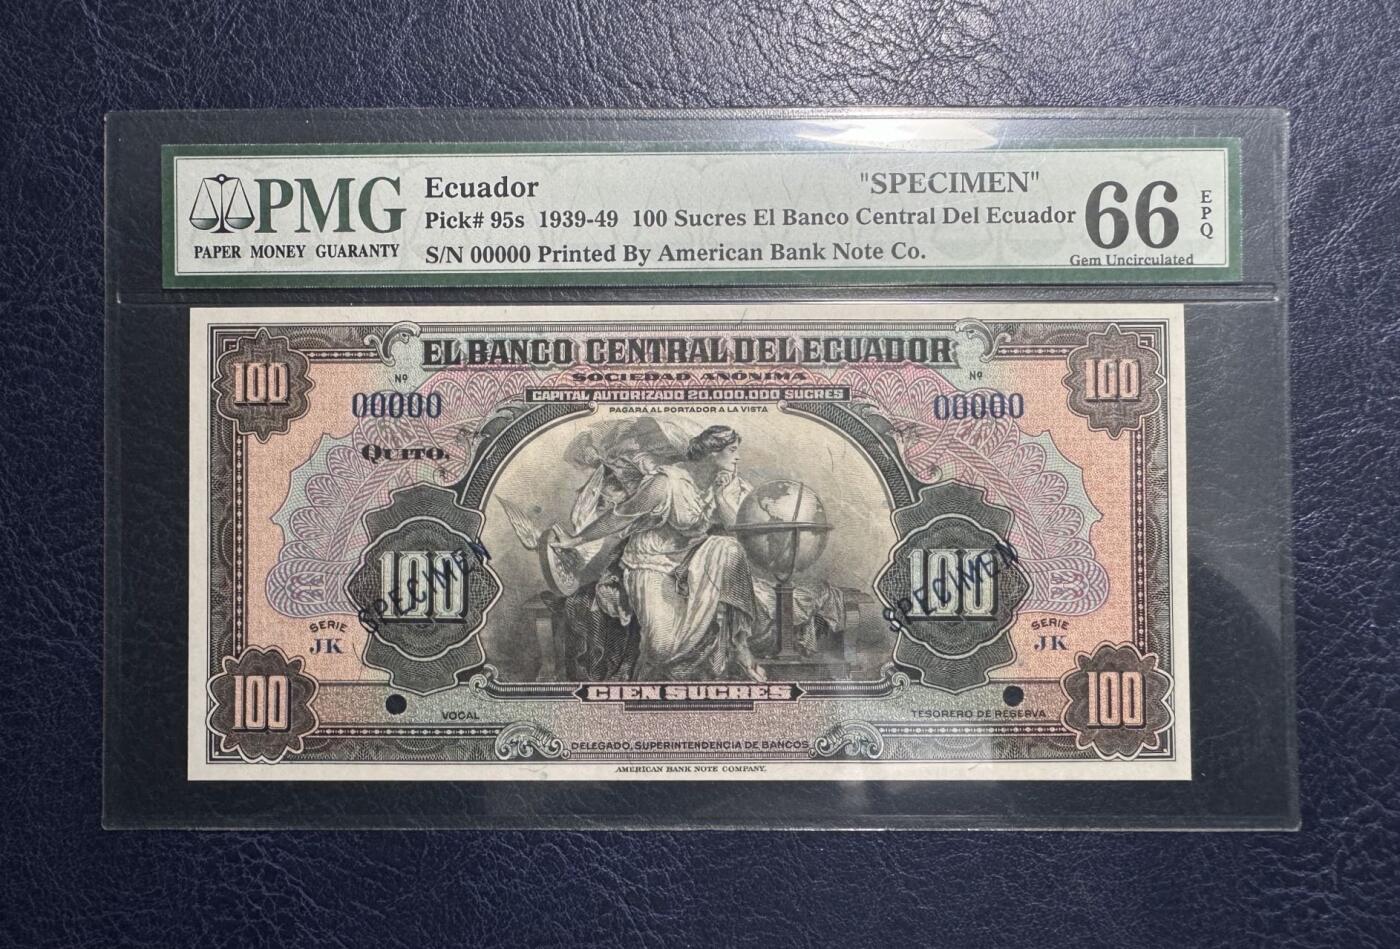 PMG
PAPER MONEY GUARANTY
Ecuador "SPECIMEN"
Pick# 95s 1939-49 100 Sucres El Banco Central Del Ecuador
S/N 00000 Printed By American Bank Note Co.
66 EPQ
Gem Uncirculated
EL BANCO CENTRAL DEL ECUADOR
SOCIEDAD ANÓNIMA
CAPITAL AUTORIZADO 20.000.000 SUCRES
PAGARÁ AL PORTADOR A LA VISTA
100 100
Nº Nº
00000 00000
QUITO,
100 100
SPECIMEN SPECIMEN
SERIE SERIE
JK JK
CIEN SUCRES
100 100
VOCAL TESORERO DE RESERVA
DELEGADO, SUPERINTENDENCIA DE BANCOS
AMERICAN BANK NOTE COMPANY.